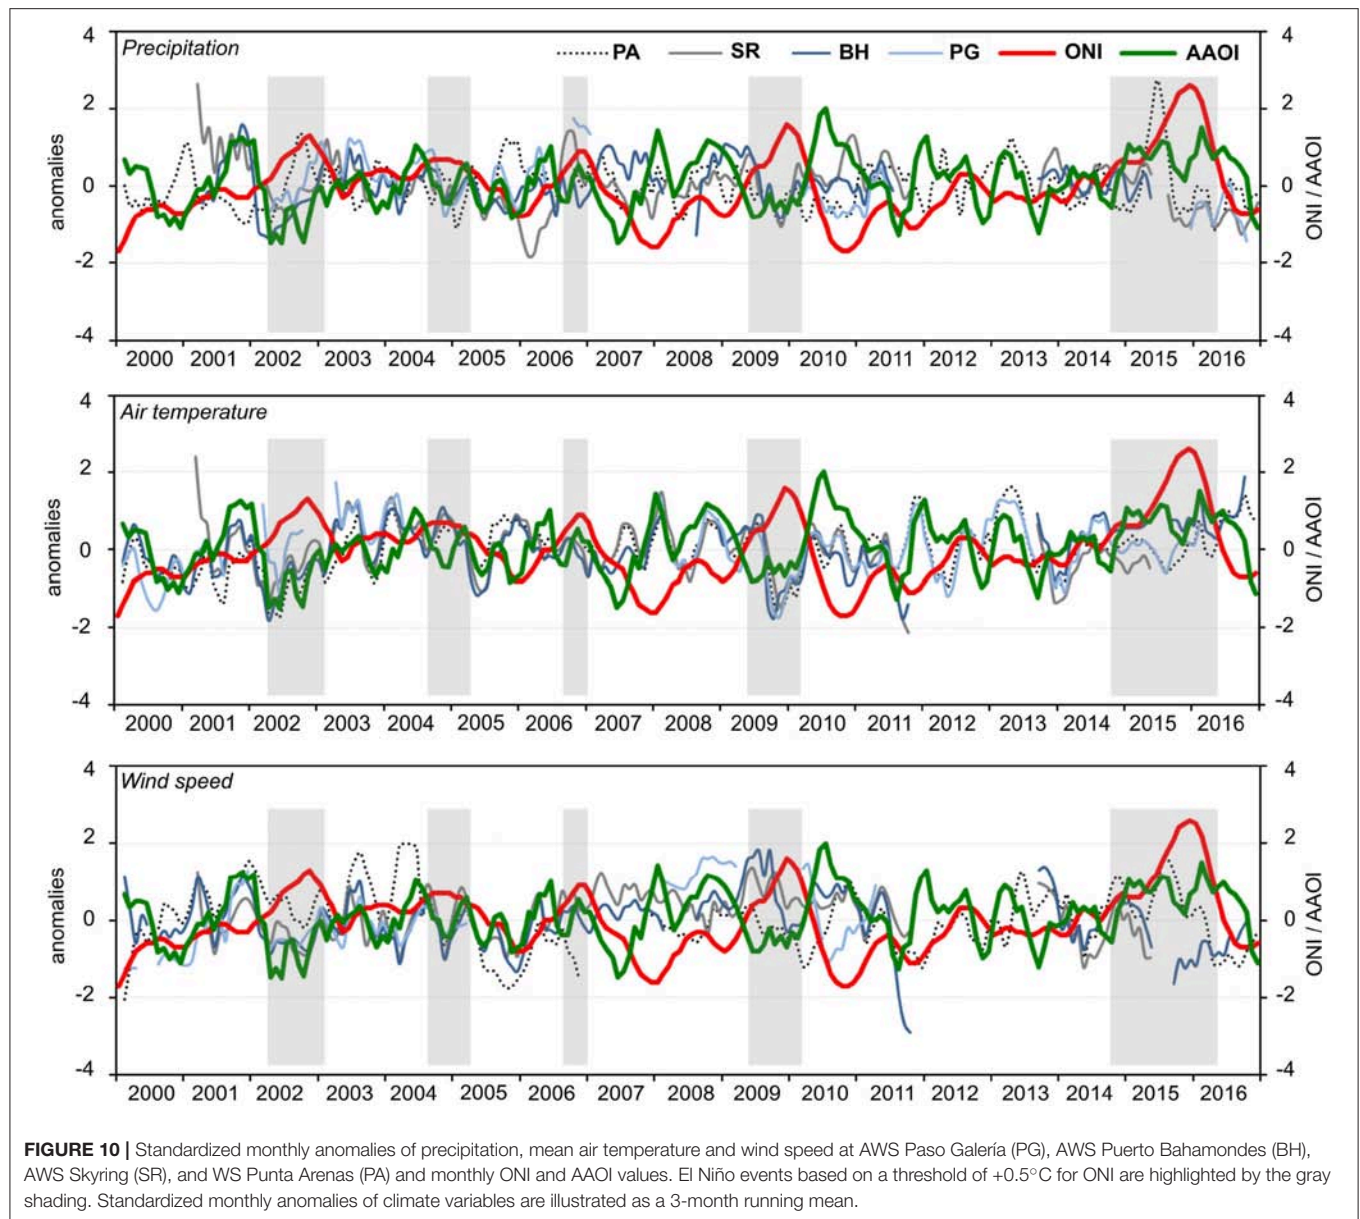 Precipitation
PA SR BH PG ONI AAOI
4 2 0 -2 -4
anomalies
4 2 0 -2 -4
ONI / AAOI
2000 2001 2002 2003 2004 2005 2006 2007 2008 2009 2010 2011 2012 2013 2014 2015 2016
Air temperature
4 2 0 -2 -4
anomalies
4 2 0 -2 -4
ONI / AAOI
2000 2001 2002 2003 2004 2005 2006 2007 2008 2009 2010 2011 2012 2013 2014 2015 2016
Wind speed
4 2 0 -2 -4
anomalies
4 2 0 -2 -4
ONI / AAOI
2000 2001 2002 2003 2004 2005 2006 2007 2008 2009 2010 2011 2012 2013 2014 2015 2016
FIGURE 10 | Standardized monthly anomalies of precipitation, mean air temperature and wind speed at AWS Paso Galería (PG), AWS Puerto Bahamondes (BH),
AWS Skyring (SR), and WS Punta Arenas (PA) and monthly ONI and AAOI values. El Niño events based on a threshold of +0.5°C for ONI are highlighted by the gray
shading. Standardized monthly anomalies of climate variables are illustrated as a 3-month running mean.